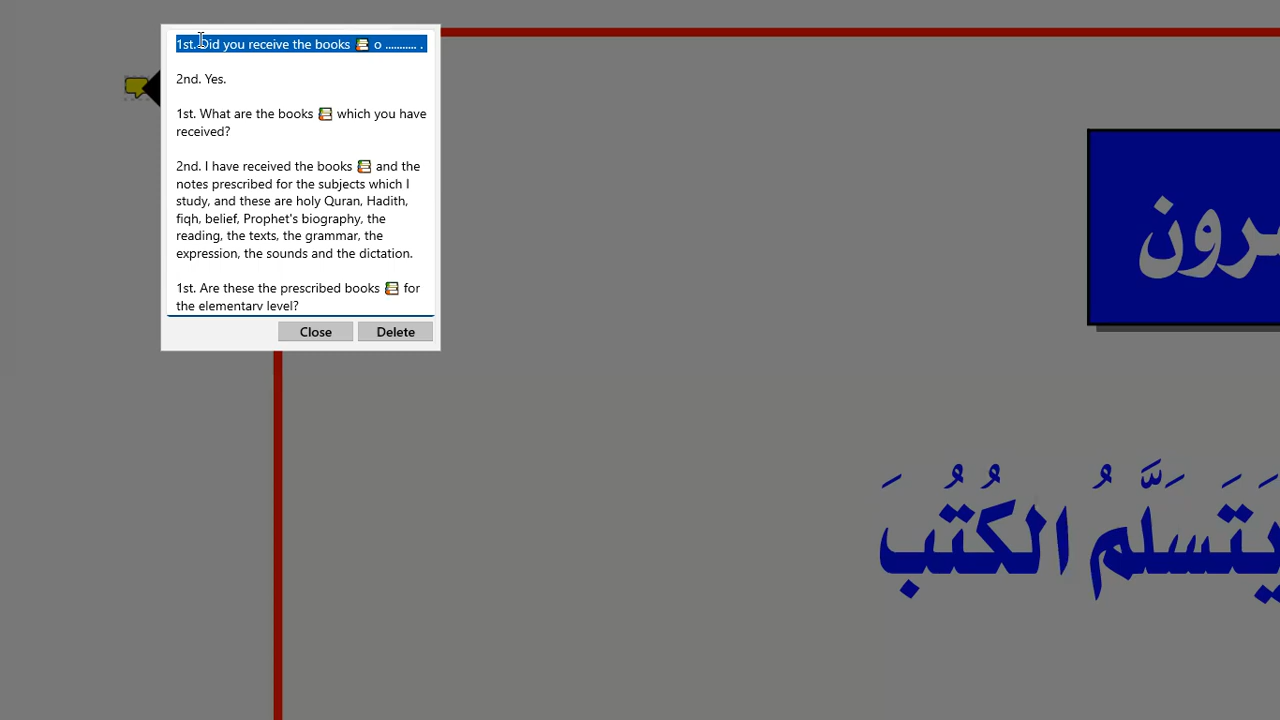 1st. Did you receive the books 📚 o ........... .
2nd. Yes.
1st. What are the books 📚 which you have
received?
2nd. I have received the books 📚 and the
notes prescribed for the subjects which I
study, and these are holy Quran, Hadith,
fiqh, belief, Prophet's biography, the
reading, the texts, the grammar, the
expression, the sounds and the dictation.
1st. Are these the prescribed books 📚 for
the elementary level?
Close Delete
يَتَسَلَّمُ الكُتُبَ